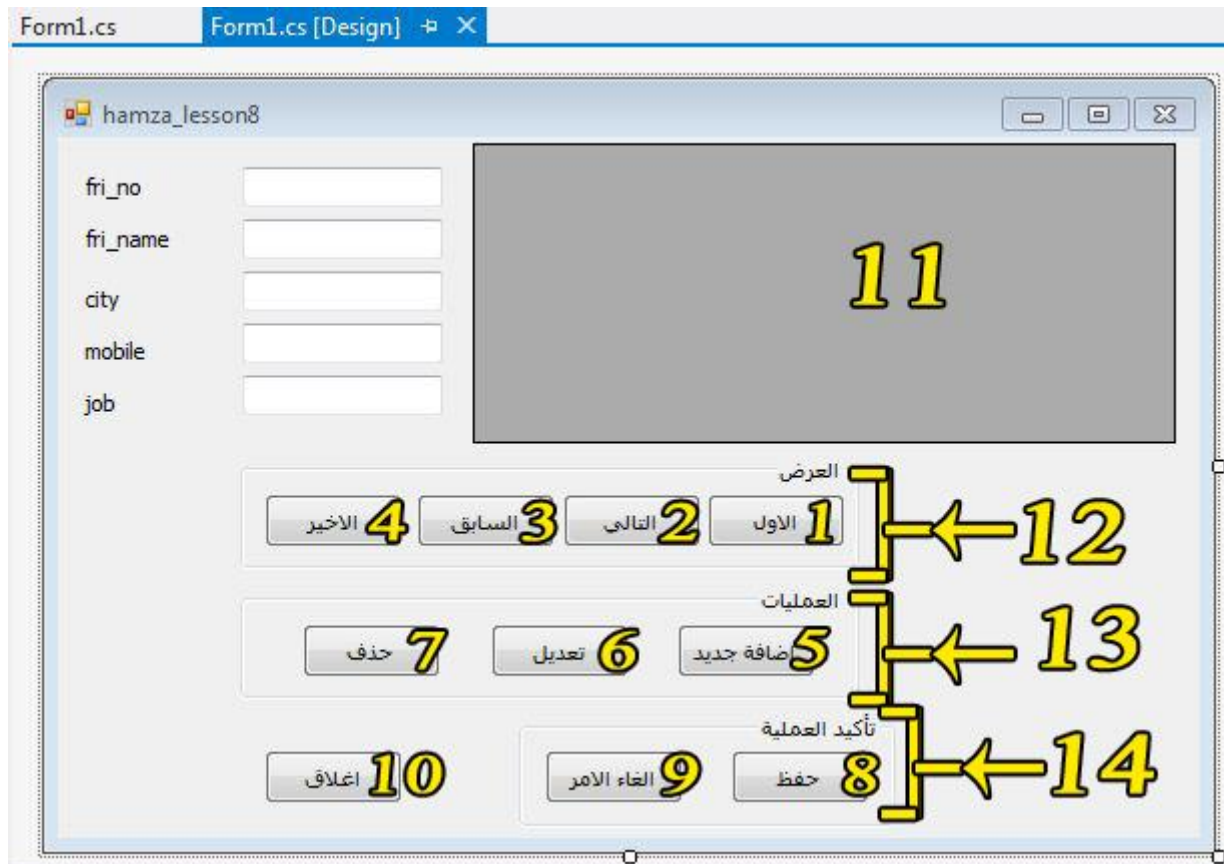 Form1.cs Form1.cs [Design]
hamza_lesson8
fri_no
fri_name
city
mobile
job
11
العرض
الاول 1 التالى 2 السابق 3 الاخير 4
12
العمليات
إضافة جديد 5 تعديل 6 حذف 7
13
تأكيد العملية
حفظ 8 الغاء الامر 9 اغلاق 10
14